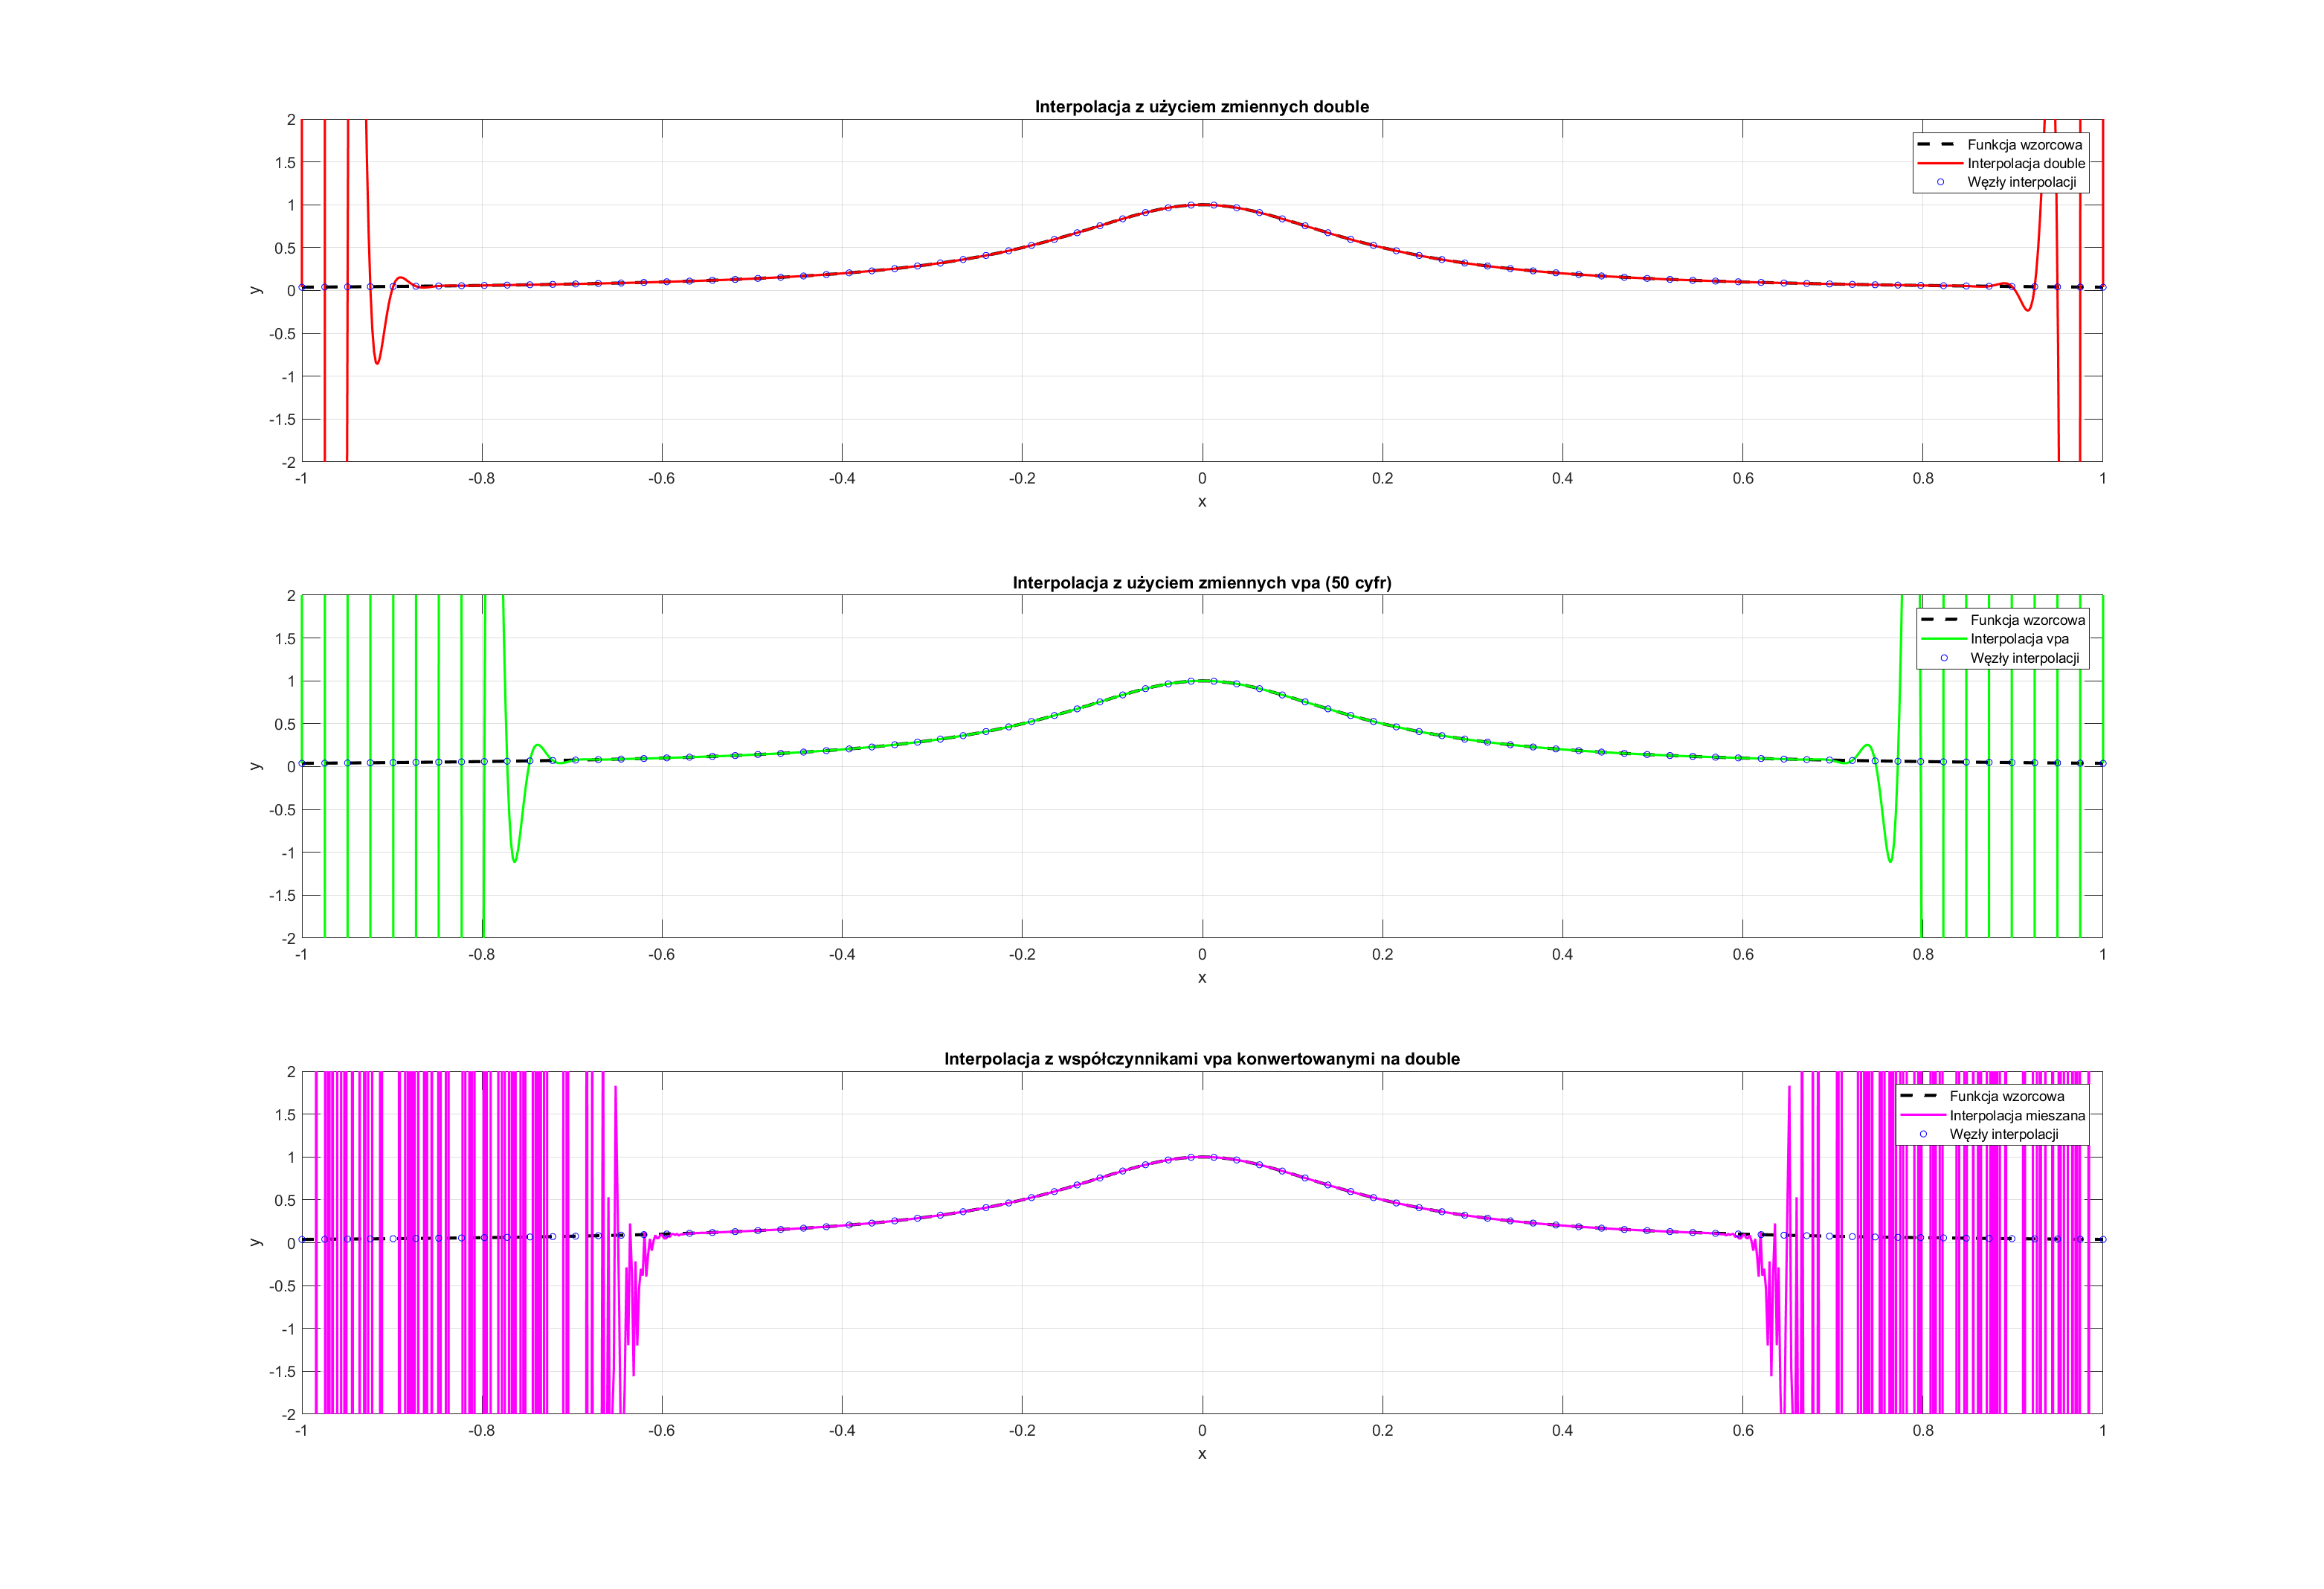 Interpolacja z użyciem zmiennych double
2
1.5
1
0.5
0
-0.5
-1
-1.5
-2
y
Funkcja wzorcowa
Interpolacja double
Węzły interpolacji
-1 -0.8 -0.6 -0.4 -0.2 0 0.2 0.4 0.6 0.8 1
x
Interpolacja z użyciem zmiennych vpa (50 cyfr)
2
1.5
1
0.5
0
-0.5
-1
-1.5
-2
y
Funkcja wzorcowa
Interpolacja vpa
Węzły interpolacji
-1 -0.8 -0.6 -0.4 -0.2 0 0.2 0.4 0.6 0.8 1
x
Interpolacja z współczynnikami vpa konwertowanymi na double
2
1.5
1
0.5
0
-0.5
-1
-1.5
-2
y
Funkcja wzorcowa
Interpolacja mieszana
Węzły interpolacji
-1 -0.8 -0.6 -0.4 -0.2 0 0.2 0.4 0.6 0.8 1
x